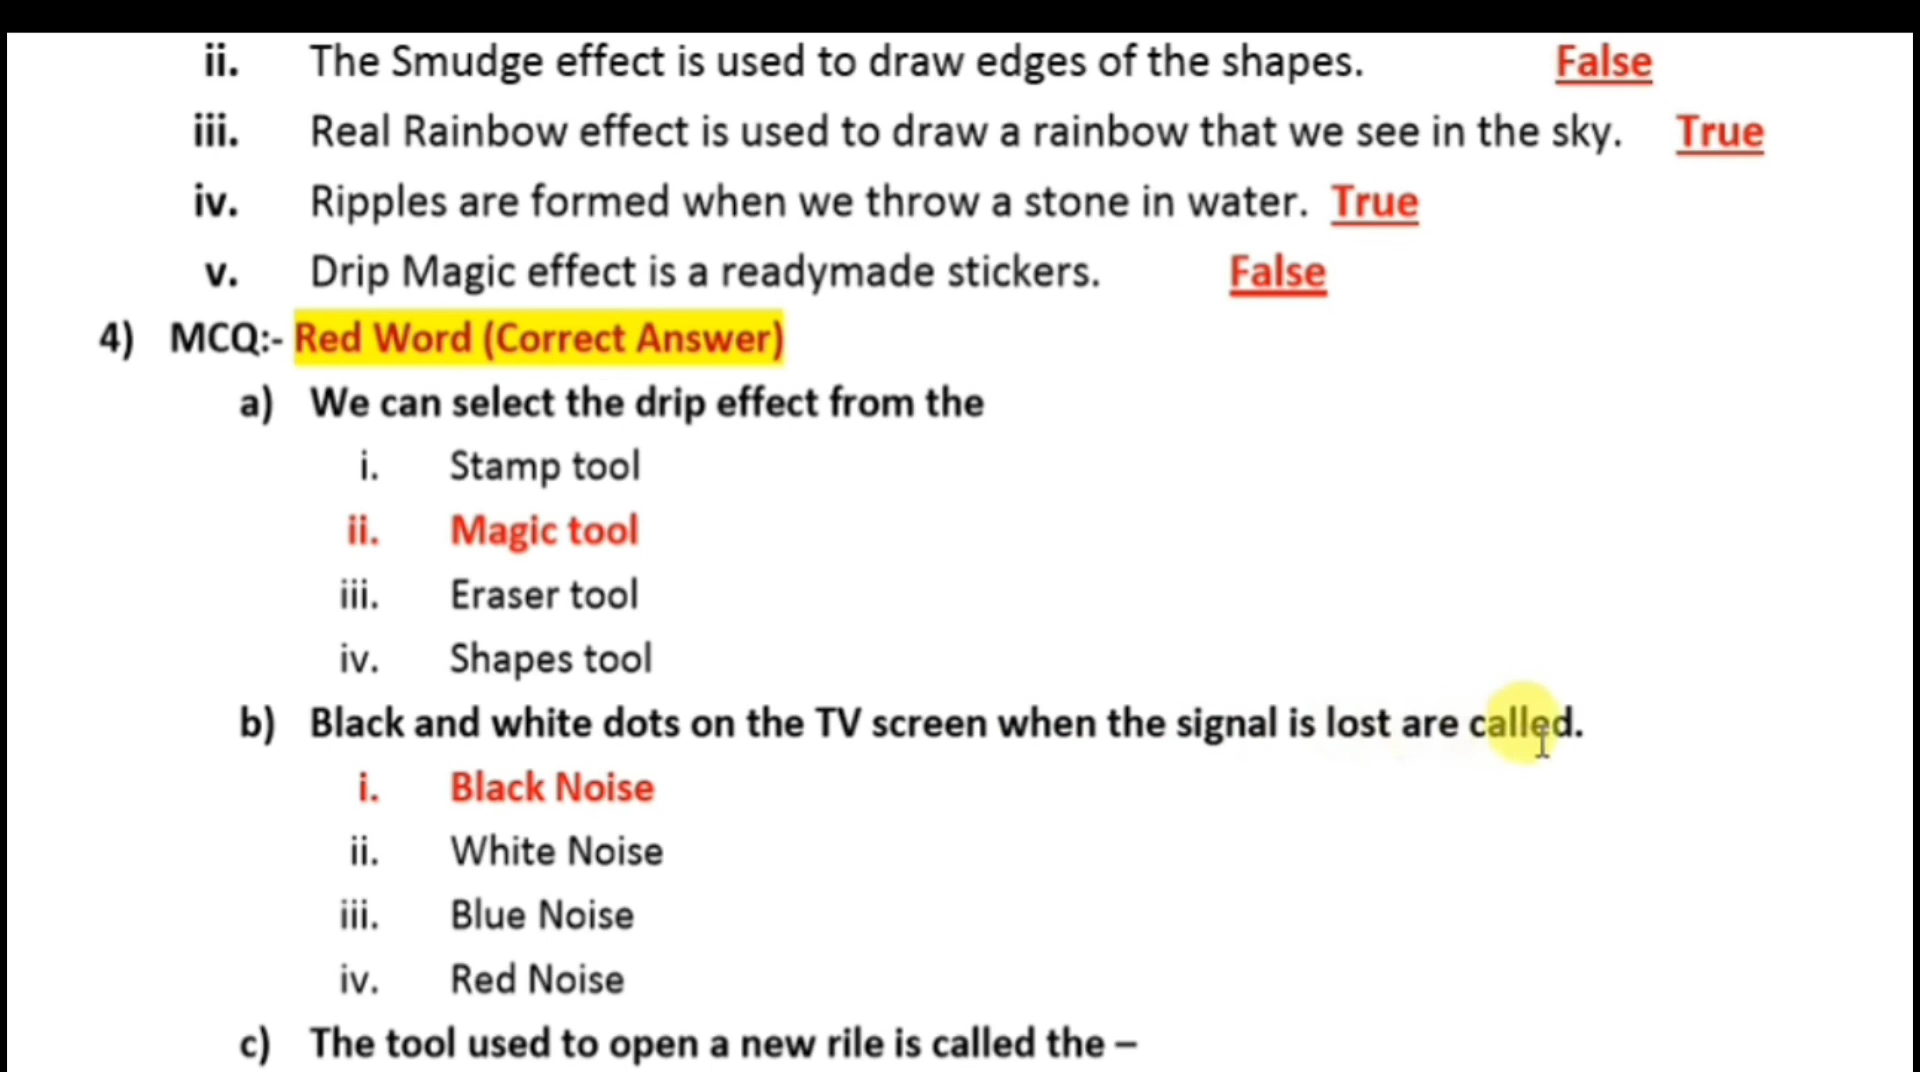 ii. The Smudge effect is used to draw edges of the shapes. False
iii. Real Rainbow effect is used to draw a rainbow that we see in the sky. True
iv. Ripples are formed when we throw a stone in water. True
v. Drip Magic effect is a readymade stickers. False
4) MCQ:- Red Word (Correct Answer)
a) We can select the drip effect from the
i. Stamp tool
ii. Magic tool
iii. Eraser tool
iv. Shapes tool
b) Black and white dots on the TV screen when the signal is lost are called.
i. Black Noise
ii. White Noise
iii. Blue Noise
iv. Red Noise
c) The tool used to open a new rile is called the –